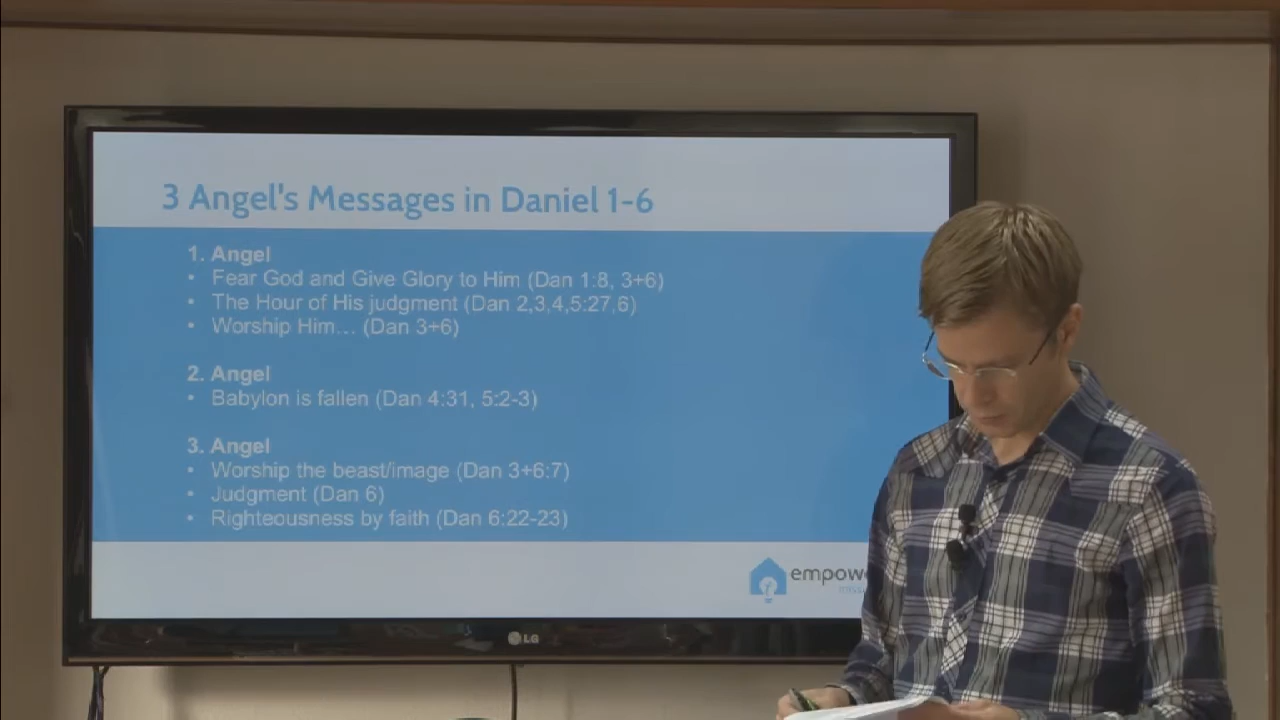 3 Angel's Messages in Daniel 1-6
1. Angel
• Fear God and Give Glory to Him (Dan 1:8, 3+6)
• The Hour of His judgment (Dan 2,3,4,5:27,6)
• Worship Him... (Dan 3+6)
2. Angel
• Babylon is fallen (Dan 4:31, 5:2-3)
3. Angel
• Worship the beast/image (Dan 3+6:7)
• Judgment (Dan 6)
• Righteousness by faith (Dan 6:22-23)
empow
LG